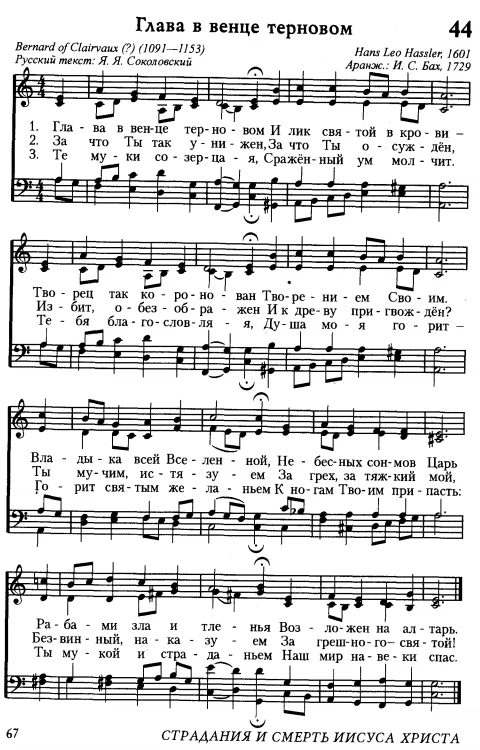 Глава в венце терновом 44
Bernard of Clairvaux (?) (1091—1153) Hans Leo Hassler, 1601
Русский текст: Я. Я. Соколовский Аранж.: И. С. Бах, 1729
1. Гла - ва в вен-це тер-но-вом И лик свя-той в кро-ви –
2. За что Ты так у-ни-жен, За что Ты о-суж-дён,
3. Те му-ки со-зер-ца-я, Сражён-ный ум мол-чит.
Тво-рец так ко-ро-но-ван Тво-ре-ни-ем Сво-им.
Из-бит, о-без-об-ра-жен И к древу при-гвож-дён?
Те-бя бла-го-слов-ля-я, Ду-ша мо-я го-рит –
Вла-ды-ка всей Все-лен-ной, Не-бес-ных сон-мов Царь
Ты му-чим, ис-тя-зу-ем За грех, за тяж-кий мой,
Го-рит свя-тым же-ла-ньем К но-гам Тво-им при-пасть:
Ра-ба-ми зла и тле-нья Воз-ло-жен на ал-тарь.
Без-вин-ный, на-ка-зу-ем За греш-но-го–свя-той!
Ты му-кой и стра-да-ньем Наш мир на-ве-ки спас.
67 СТРАДАНИЯ И СМЕРТЬ ИИСУСА ХРИСТА